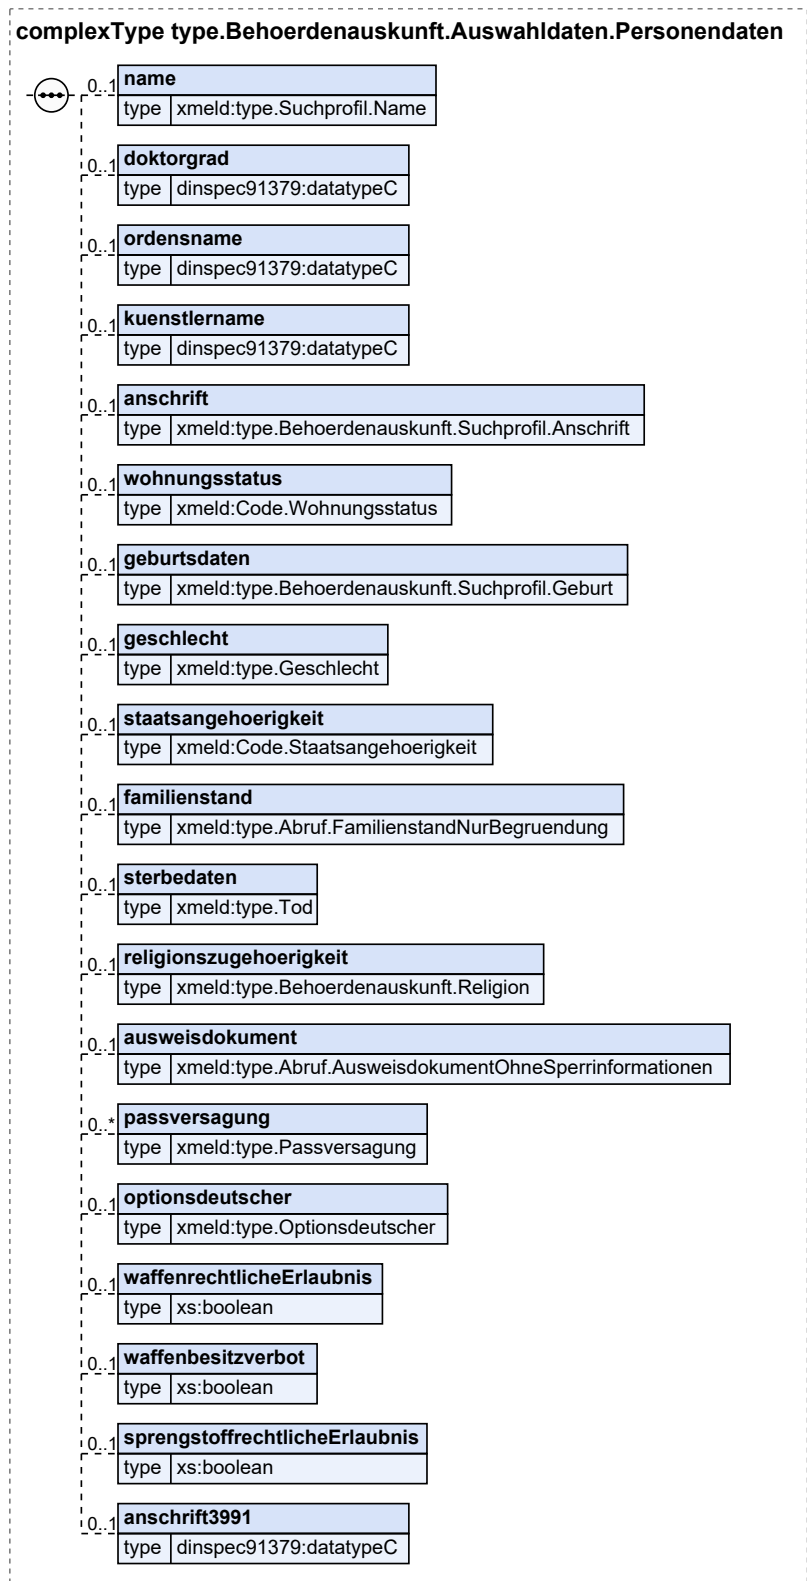 complexType type.Behoerdenauskunft.Auswahldaten.Personendaten
0..1 name
type xmeld:type.Suchprofil.Name
0..1 doktorgrad
type dinspec91379:datatypeC
0..1 ordensname
type dinspec91379:datatypeC
0..1 kuenstlername
type dinspec91379:datatypeC
0..1 anschrift
type xmeld:type.Behoerdenauskunft.Suchprofil.Anschrift
0..1 wohnungsstatus
type xmeld:Code.Wohnungsstatus
0..1 geburtsdaten
type xmeld:type.Behoerdenauskunft.Suchprofil.Geburt
0..1 geschlecht
type xmeld:type.Geschlecht
0..1 staatsangehoerigkeit
type xmeld:Code.Staatsangehoerigkeit
0..1 familienstand
type xmeld:type.Abruf.FamilienstandNurBegruendung
0..1 sterbedaten
type xmeld:type.Tod
0..1 religionszugehoerigkeit
type xmeld:type.Behoerdenauskunft.Religion
0..1 ausweisdokument
type xmeld:type.Abruf.AusweisdokumentOhneSperrinformationen
0..* passversagung
type xmeld:type.Passversagung
0..1 optionsdeutscher
type xmeld:type.Optionsdeutscher
0..1 waffenrechtlicheErlaubnis
type xs:boolean
0..1 waffenbesitzverbot
type xs:boolean
0..1 sprengstoffrechtlicheErlaubnis
type xs:boolean
0..1 anschrift3991
type dinspec91379:datatypeC